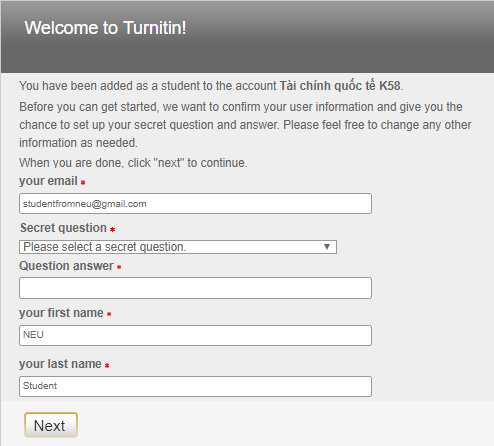 Welcome to Turnitin!
You have been added as a student to the account Tài chính quốc tế K58.
Before you can get started, we want to confirm your user information and give you the
chance to set up your secret question and answer. Please feel free to change any other
information as needed.
When you are done, click "next" to continue.
your email *
studentfromneu@gmail.com
Secret question *
Please select a secret question.
Question answer *
your first name *
NEU
your last name *
Student
Next